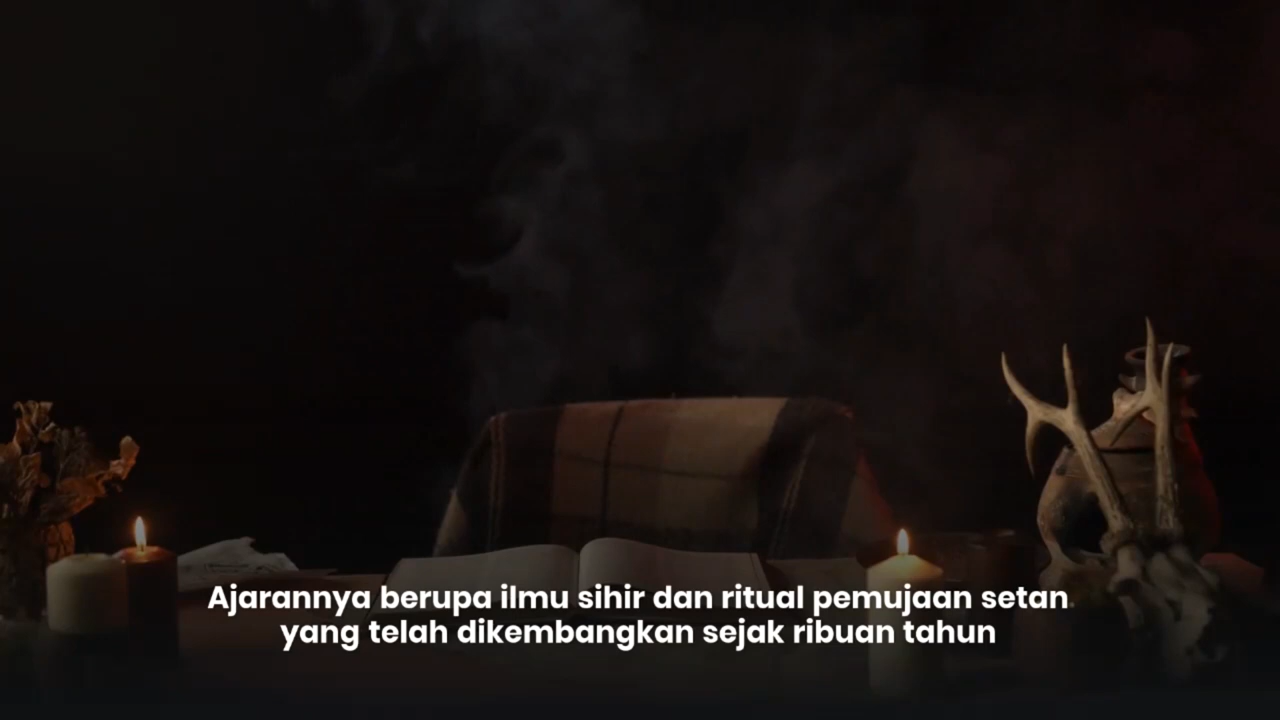 Ajarannya berupa ilmu sihir dan ritual pemujaan setan
yang telah dikembangkan sejak ribuan tahun